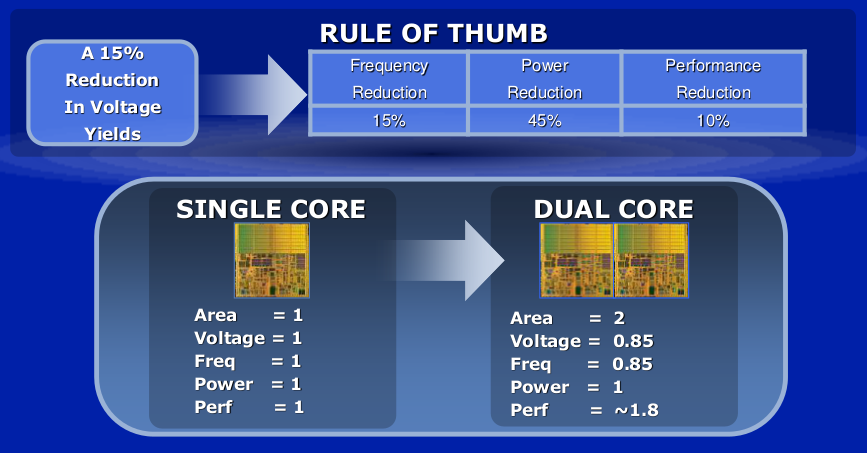 RULE OF THUMB
A 15%
Reduction
In Voltage
Yields
Frequency Reduction
Power Reduction
Performance Reduction
15%
45%
10%
SINGLE CORE
Area = 1
Voltage = 1
Freq = 1
Power = 1
Perf = 1
DUAL CORE
Area = 2
Voltage = 0.85
Freq = 0.85
Power = 1
Perf = ~1.8